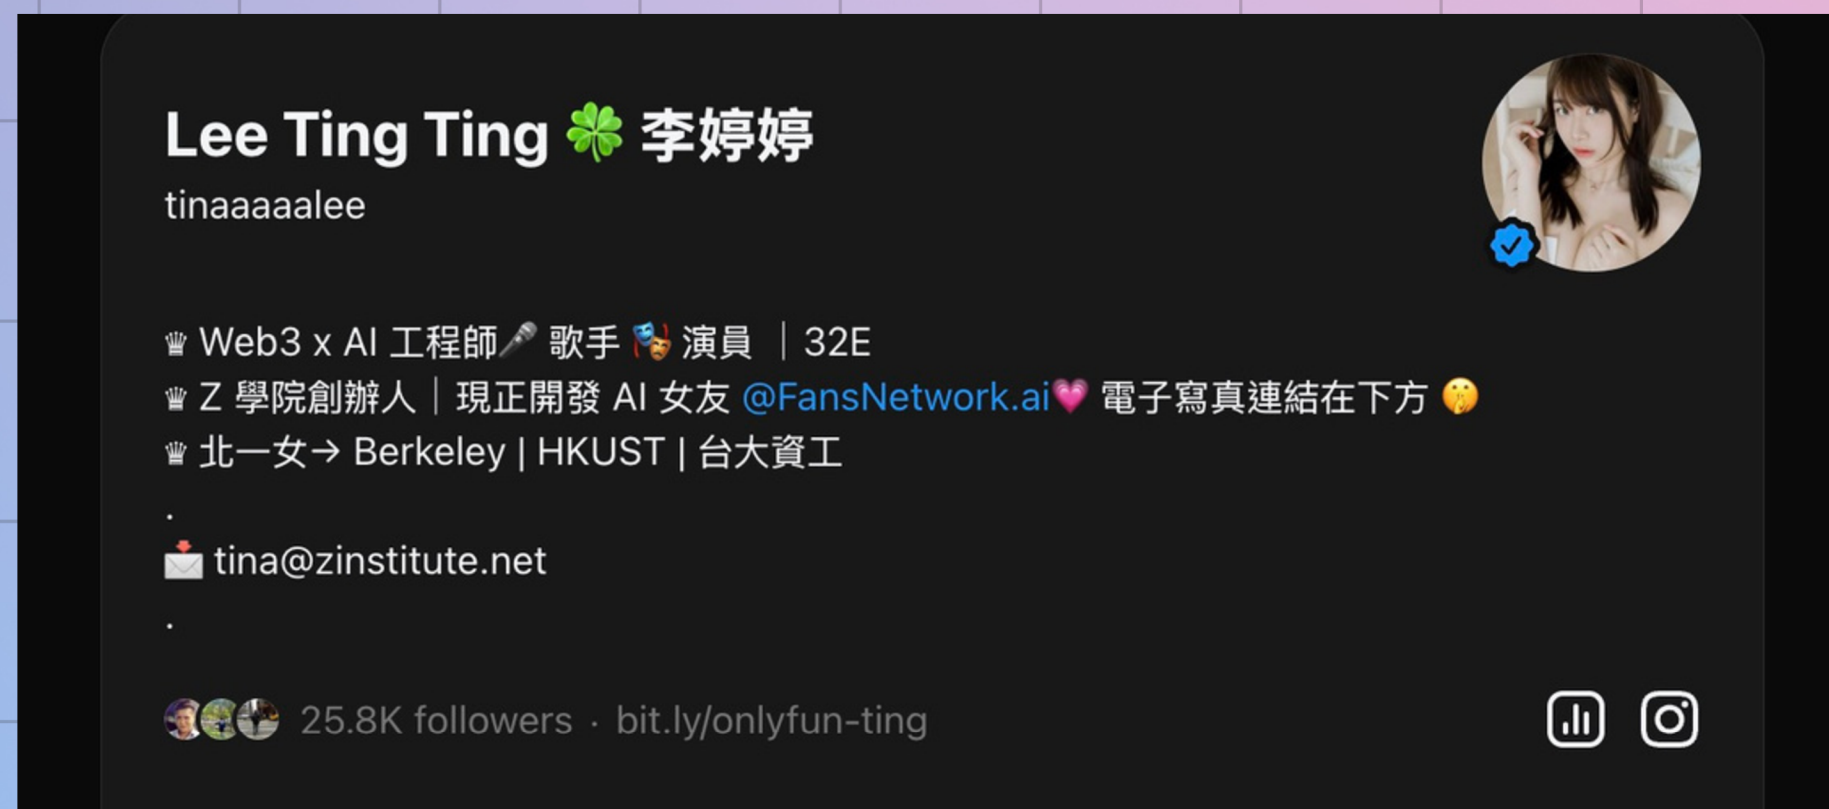 Lee Ting Ting 🍀 李婷婷
tinaaaaalee
♛ Web3 x AI 工程師🎤 歌手 🎭 演員 ｜32E
♛ Z 學院創辦人｜現正開發 AI 女友 @FansNetwork.ai💗 電子寫真連結在下方 🤫
♛ 北一女→ Berkeley | HKUST | 台大資工
.
📩 tina@zinstitute.net
.
25.8K followers · bit.ly/onlyfun-ting